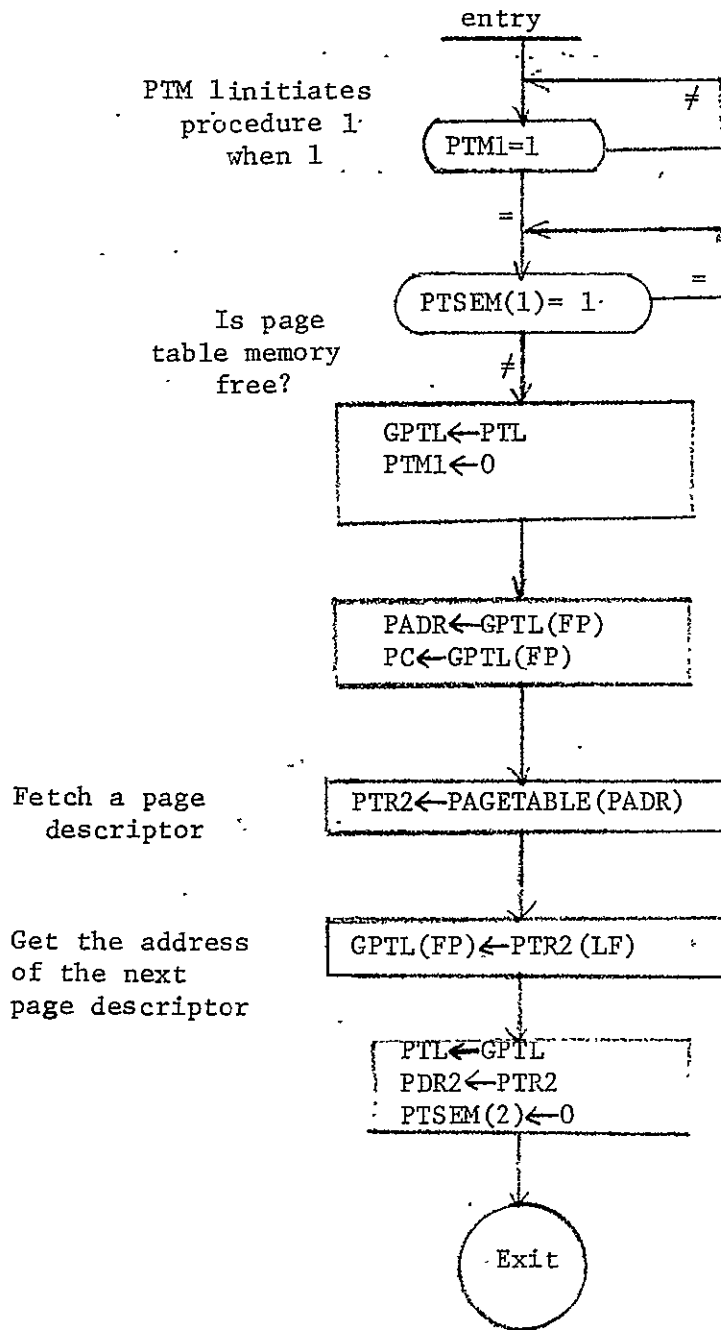 entry
PTM 1initiates
procedure 1
when 1
≠
PTM1=1
=
PTSEM(1)= 1
=
Is page
table memory
free?
≠
GPTL←PTL
PTM1←0
PADR←GPTL(FP)
PC←GPTL(FP)
Fetch a page
descriptor
PTR2←PAGETABLE(PADR)
Get the address
of the next
page descriptor
GPTL(FP)←PTR2(LF)
PTL←GPTL
PDR2←PTR2
PTSEM(2)←0
Exit